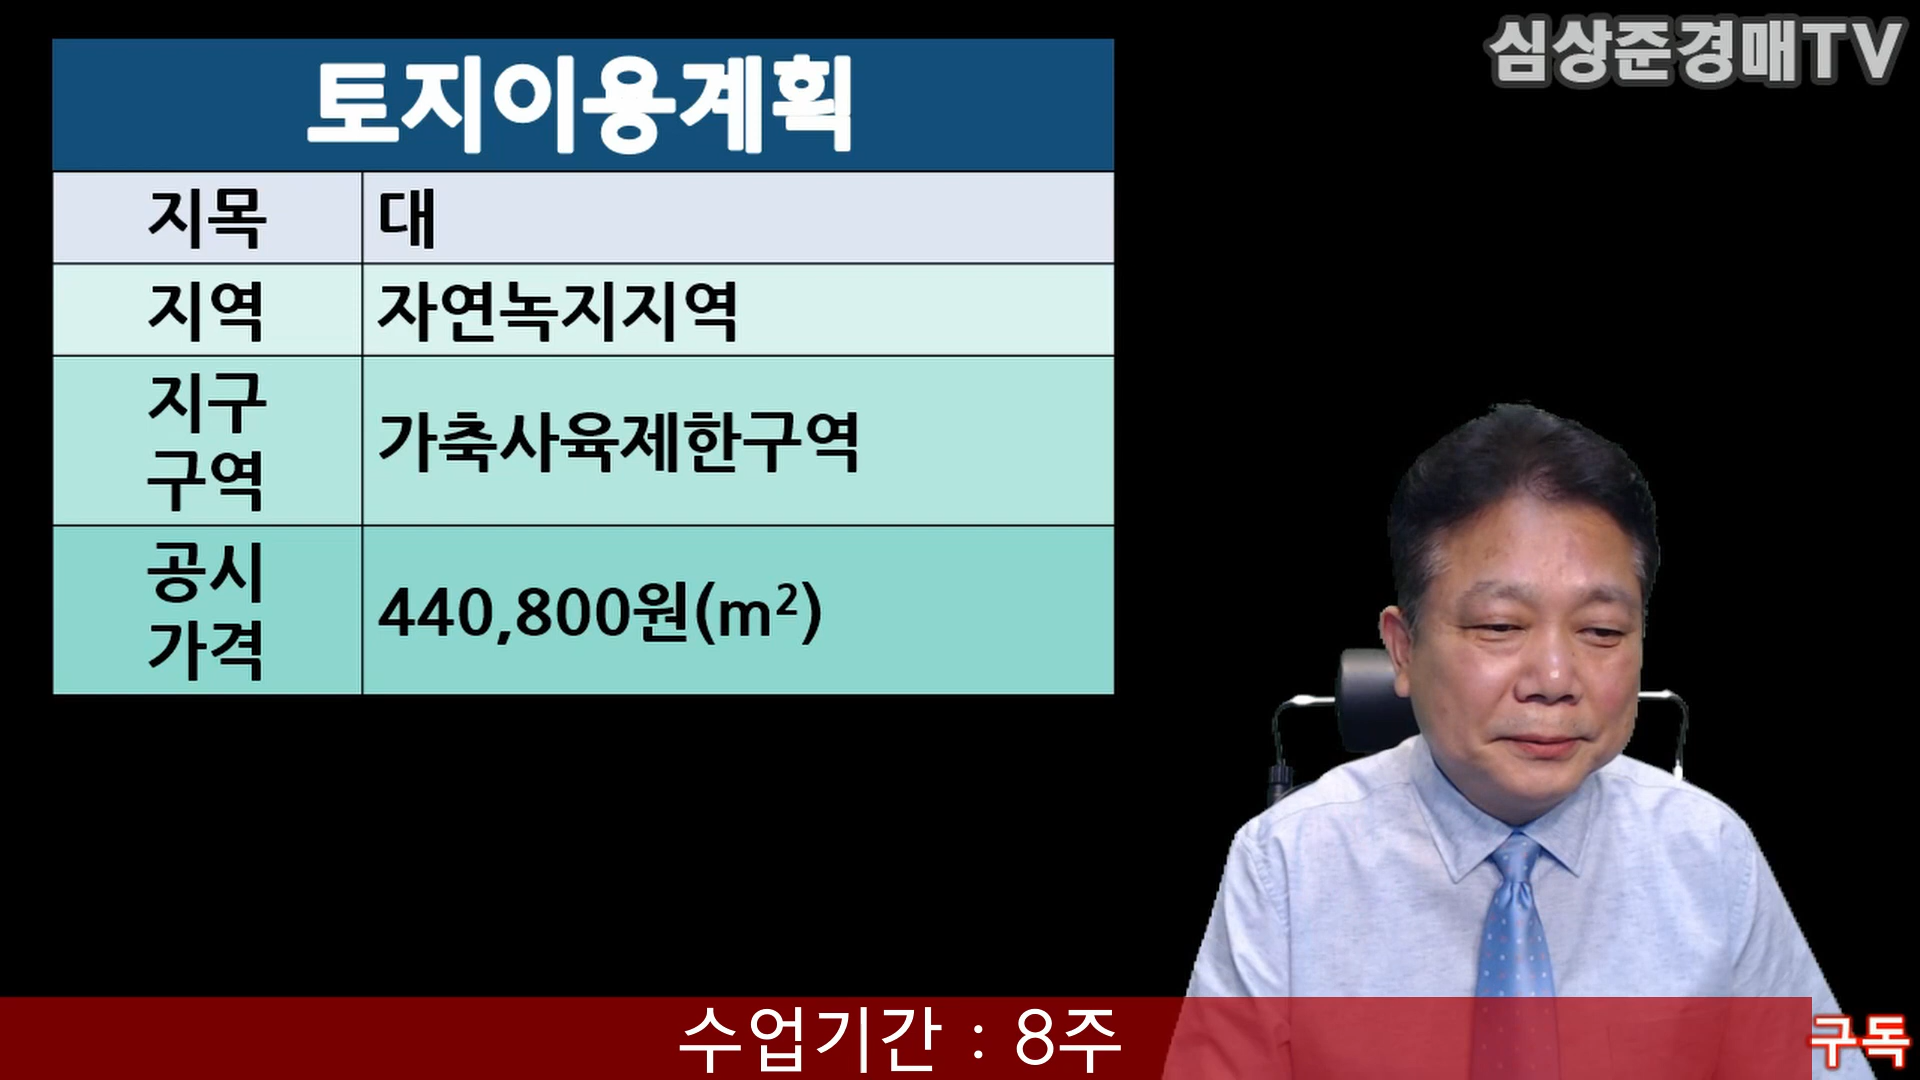 심상준경매TV
토지이용계획
지목 대
지역 자연녹지지역
지구
구역
가축사육제한구역
공시
가격
440,800원(m²)
수업기간 : 8주
구독